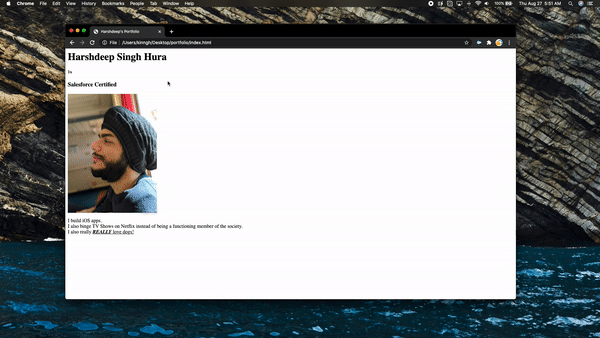 Chrome File Edit View History Bookmarks People Tab Window Help 100% Thu Aug 27 5:51 AM
Harshdeep's Portfolio
File /Users/kinngh/Desktop/portfolio/index.html
Harshdeep Singh Hura
Salesforce Certified
I build iOS apps.
I also binge TV Shows on Netflix instead of being a functioning member of the society.
I also really REALLY love dogs!